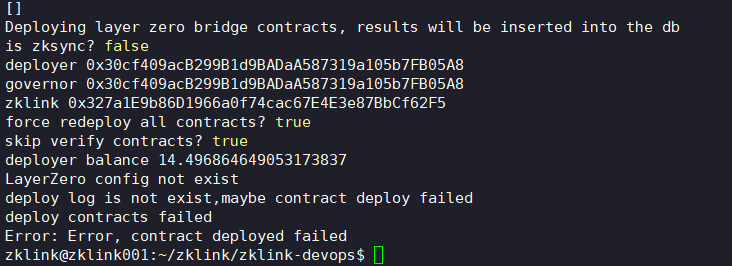 []
Deploying layer zero bridge contracts, results will be inserted into the db
is zksync? false
deployer 0x30cf409acB299B1d9BADaA587319a105b7FB05A8
governor 0x30cf409acB299B1d9BADaA587319a105b7FB05A8
zklink 0x327a1E9b86D1966a0f74cac67E4E3e87BbCf62F5
force redeploy all contracts? true
skip verify contracts? true
deployer balance 14.496864649053173837
LayerZero config not exist
deploy log is not exist,maybe contract deploy failed
deploy contracts failed
Error: Error, contract deployed failed
zklink@zklink001:~/zklink/zklink-devops$